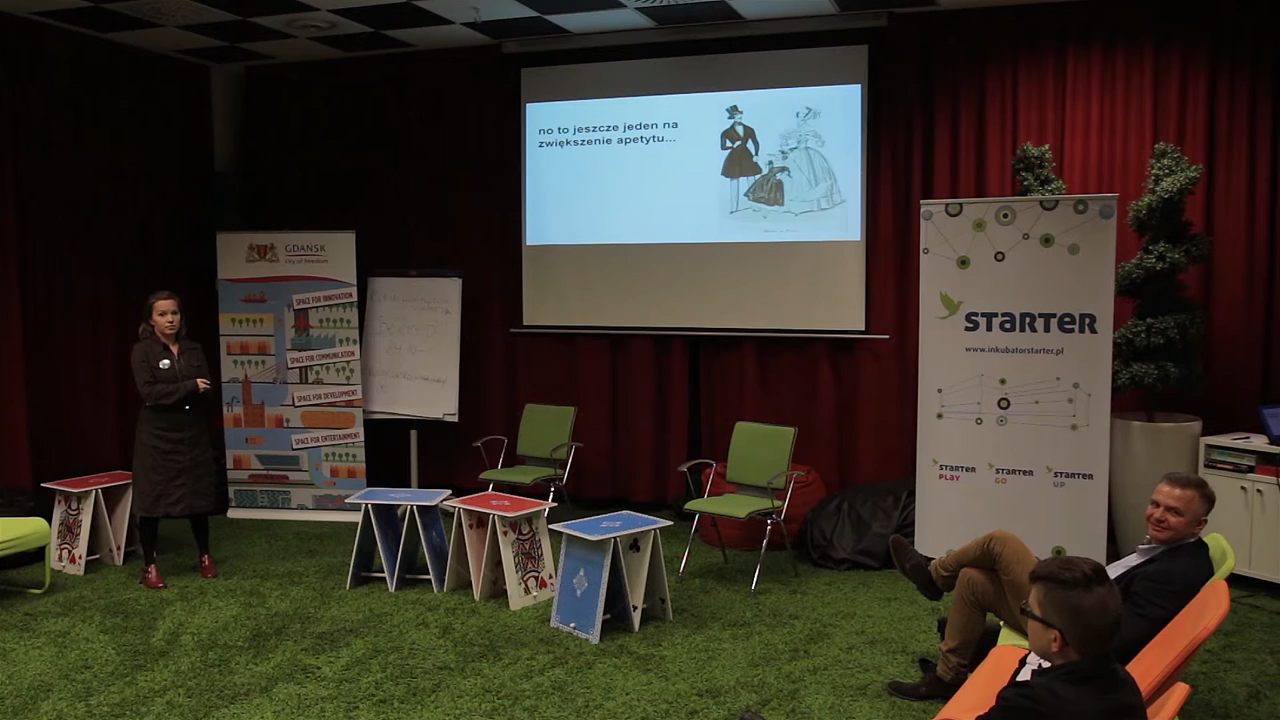 no to jeszcze jeden na
zwiększenie apetytu...
GDAŃSK
City of freedom
SPACE FOR INNOVATION
SPACE FOR COMMUNICATION
SPACE FOR DEVELOPMENT
SPACE FOR ENTERTAINMENT
STARTER
www.inkubatorstarter.pl
STARTER
PLAY
STARTER
GO
STARTER
UP